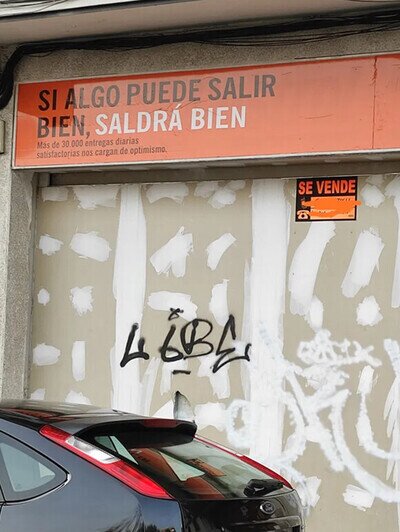 SI ALGO PUEDE SALIR
BIEN, SALDRÁ BIEN
Más de 30 000 entregas diarias
satisfactorias nos cargan de optimismo.
SE VENDE